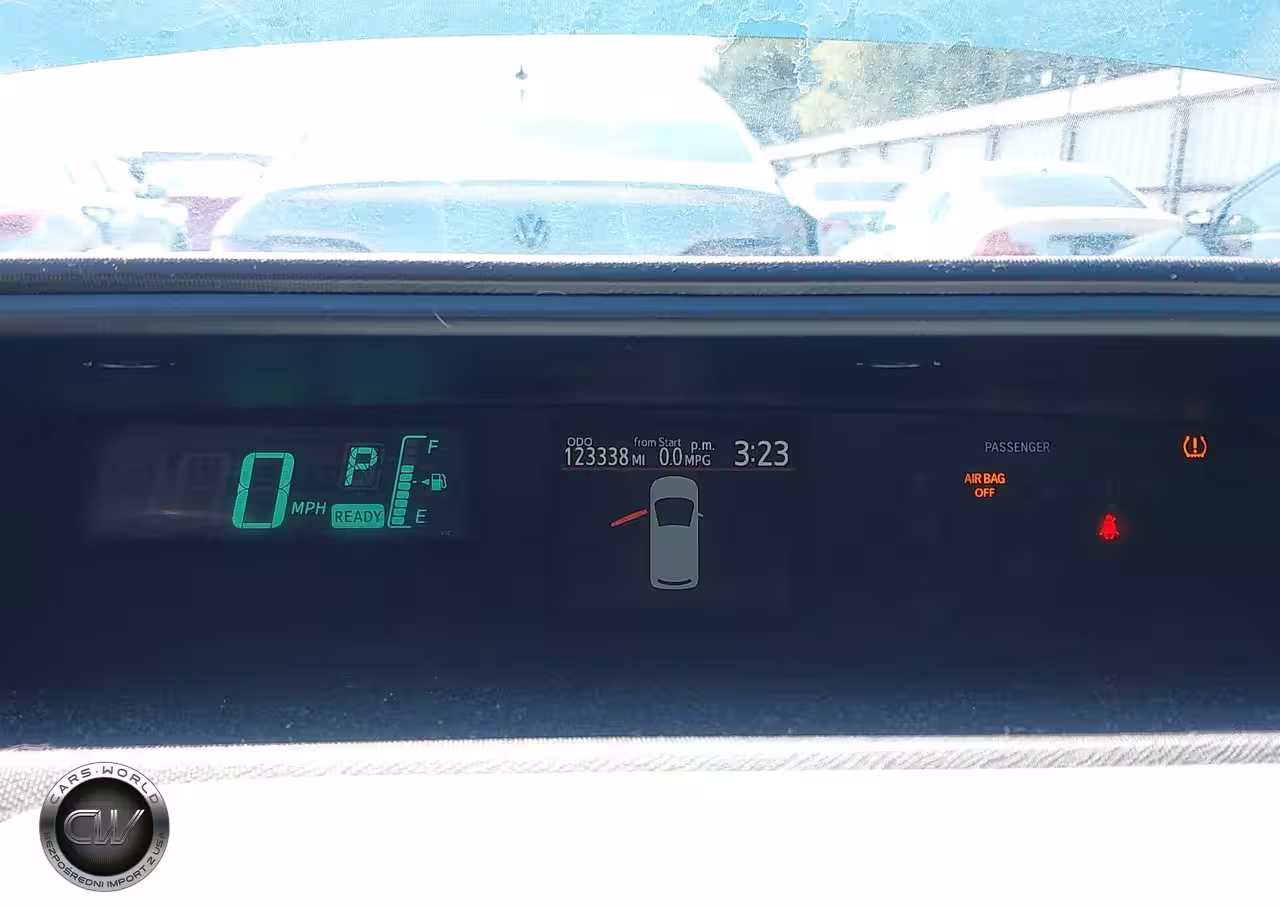 0 MPH
P
READY
F
E
ODO
123338 MI
from Start
0.0 MPG
p.m.
3:23
PASSENGER
AIR BAG
OFF
CARS·WORLD
CW
BEZPOŚREDNI IMPORT Z USA